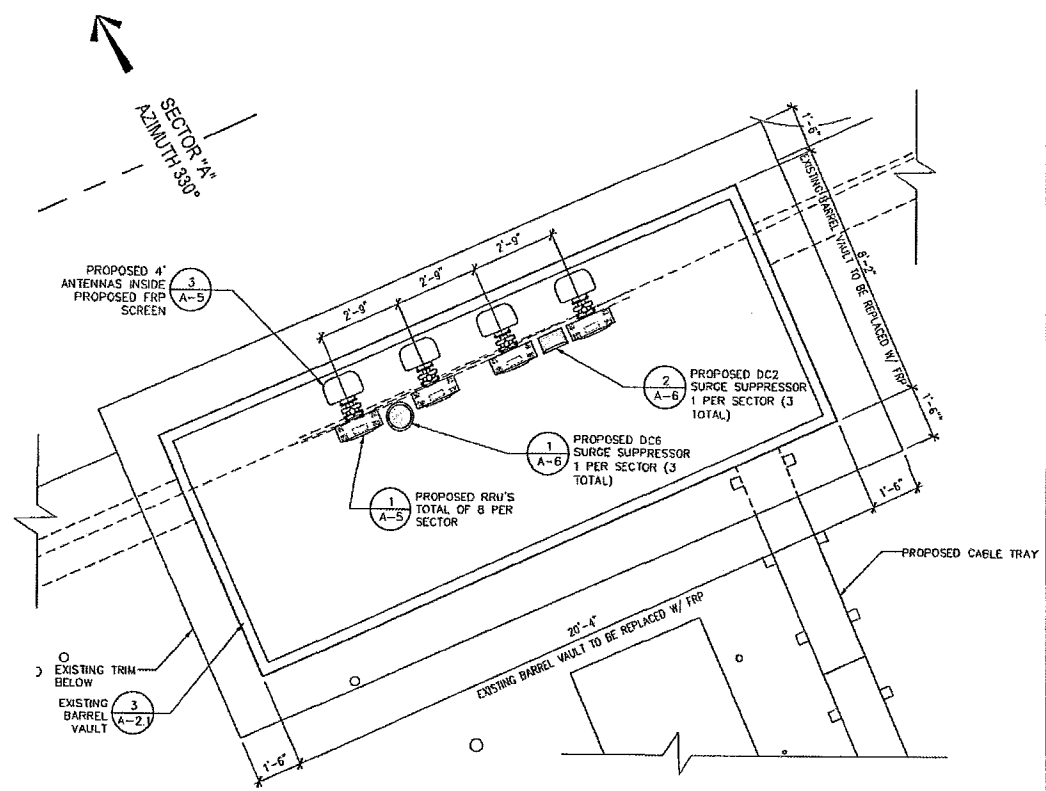 SECTOR "A"
AZIMUTH 330°
1'-6"
EXISTING BARREL VAULT TO BE REPLACED W/ FRP
8'-2"
1'-6"
2'-9"
2'-9"
2'-9"
PROPOSED 4'
ANTENNAS INSIDE
PROPOSED FRP
SCREEN
3
A-5
2
A-6
PROPOSED DC2
SURGE SUPPRESSOR
1 PER SECTOR (3
TOTAL)
1
A-6
PROPOSED DC6
SURGE SUPPRESSOR
1 PER SECTOR (3
TOTAL)
1
A-5
PROPOSED RRU'S
TOTAL OF 8 PER
SECTOR
1'-6"
PROPOSED CABLE TRAY
20'-4"
EXISTING BARREL VAULT TO BE REPLACED W/ FRP
EXISTING TRIM
BELOW
EXISTING
BARREL
VAULT
3
A-2.1
1'-6"